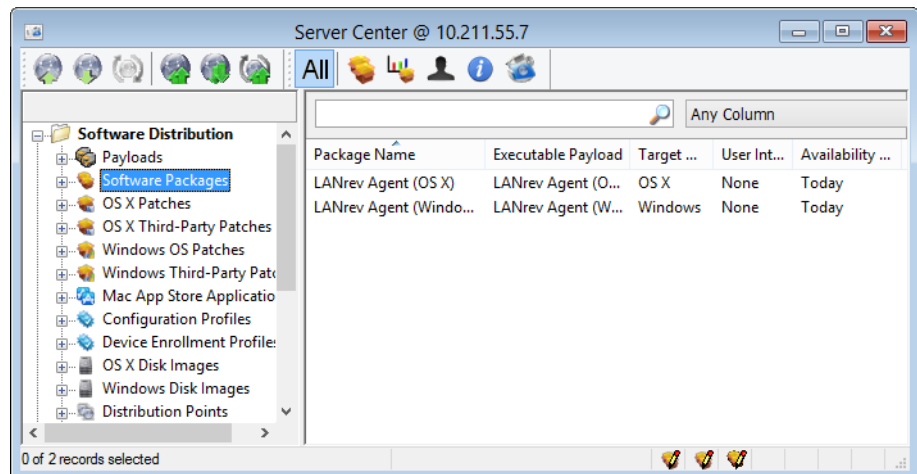 Server Center @ 10.211.55.7
All
Any Column
Software Distribution
Payloads
Software Packages
OS X Patches
OS X Third-Party Patches
Windows OS Patches
Windows Third-Party Patc
Mac App Store Applicatio
Configuration Profiles
Device Enrollment Profiles
OS X Disk Images
Windows Disk Images
Distribution Points
Package Name Executable Payload Target ... User Int... Availability ...
LANrev Agent (OS X) LANrev Agent (O... OS X None Today
LANrev Agent (Windo... LANrev Agent (W... Windows None Today
0 of 2 records selected